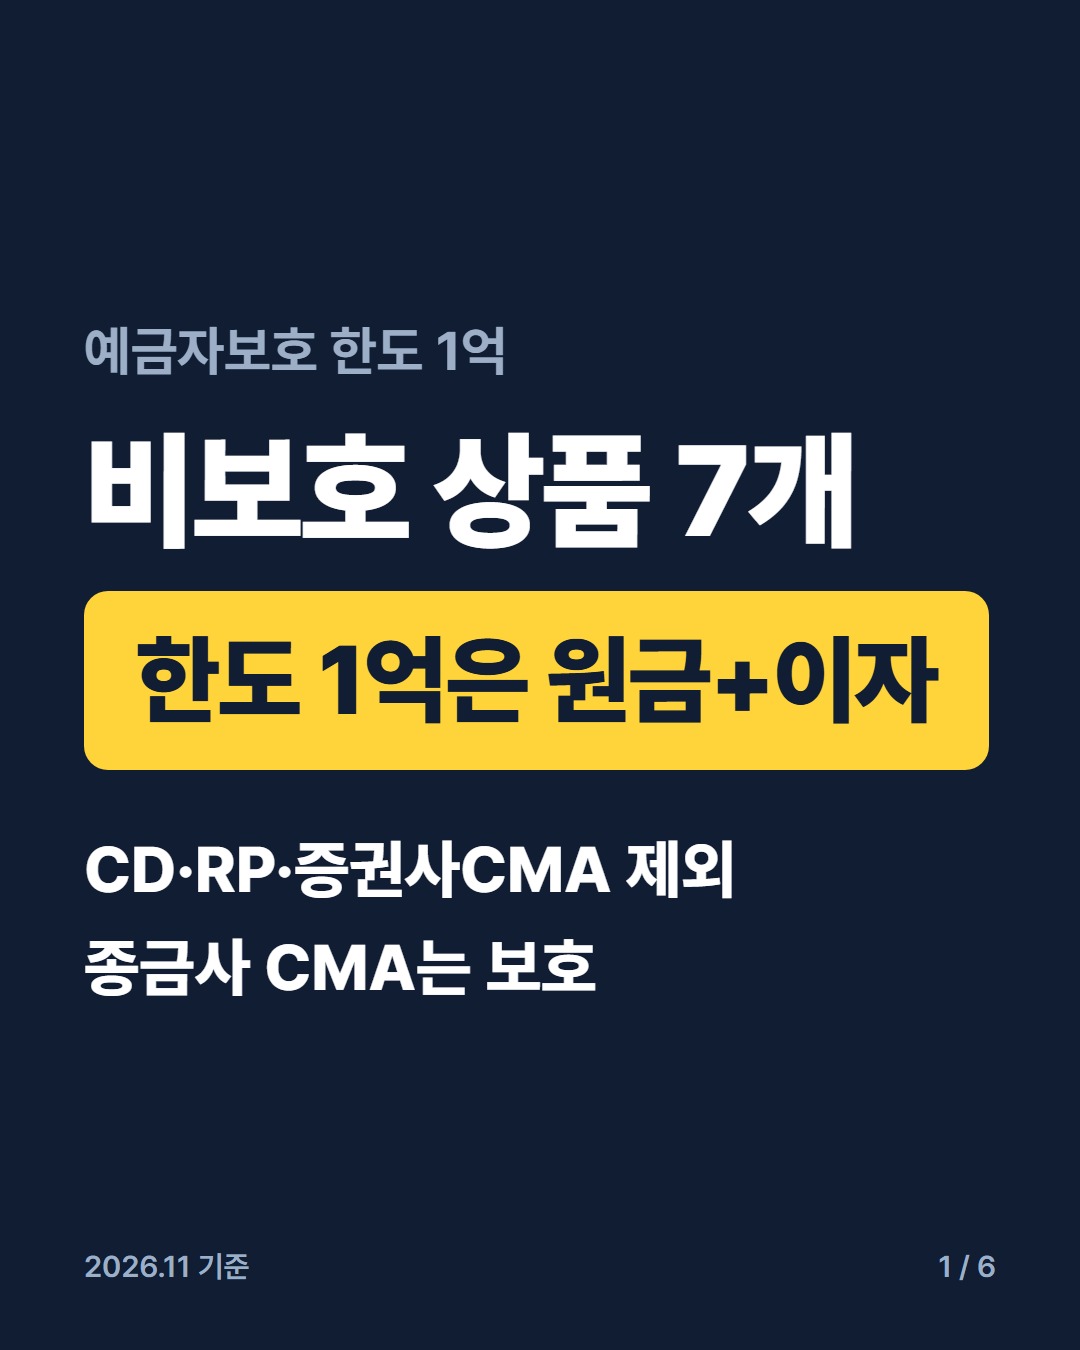 예금자보호 한도 1억
비보호 상품 7개
한도 1억은 원금+이자
CD·RP·증권사CMA 제외
종금사 CMA는 보호
2026.11 기준
1 / 6